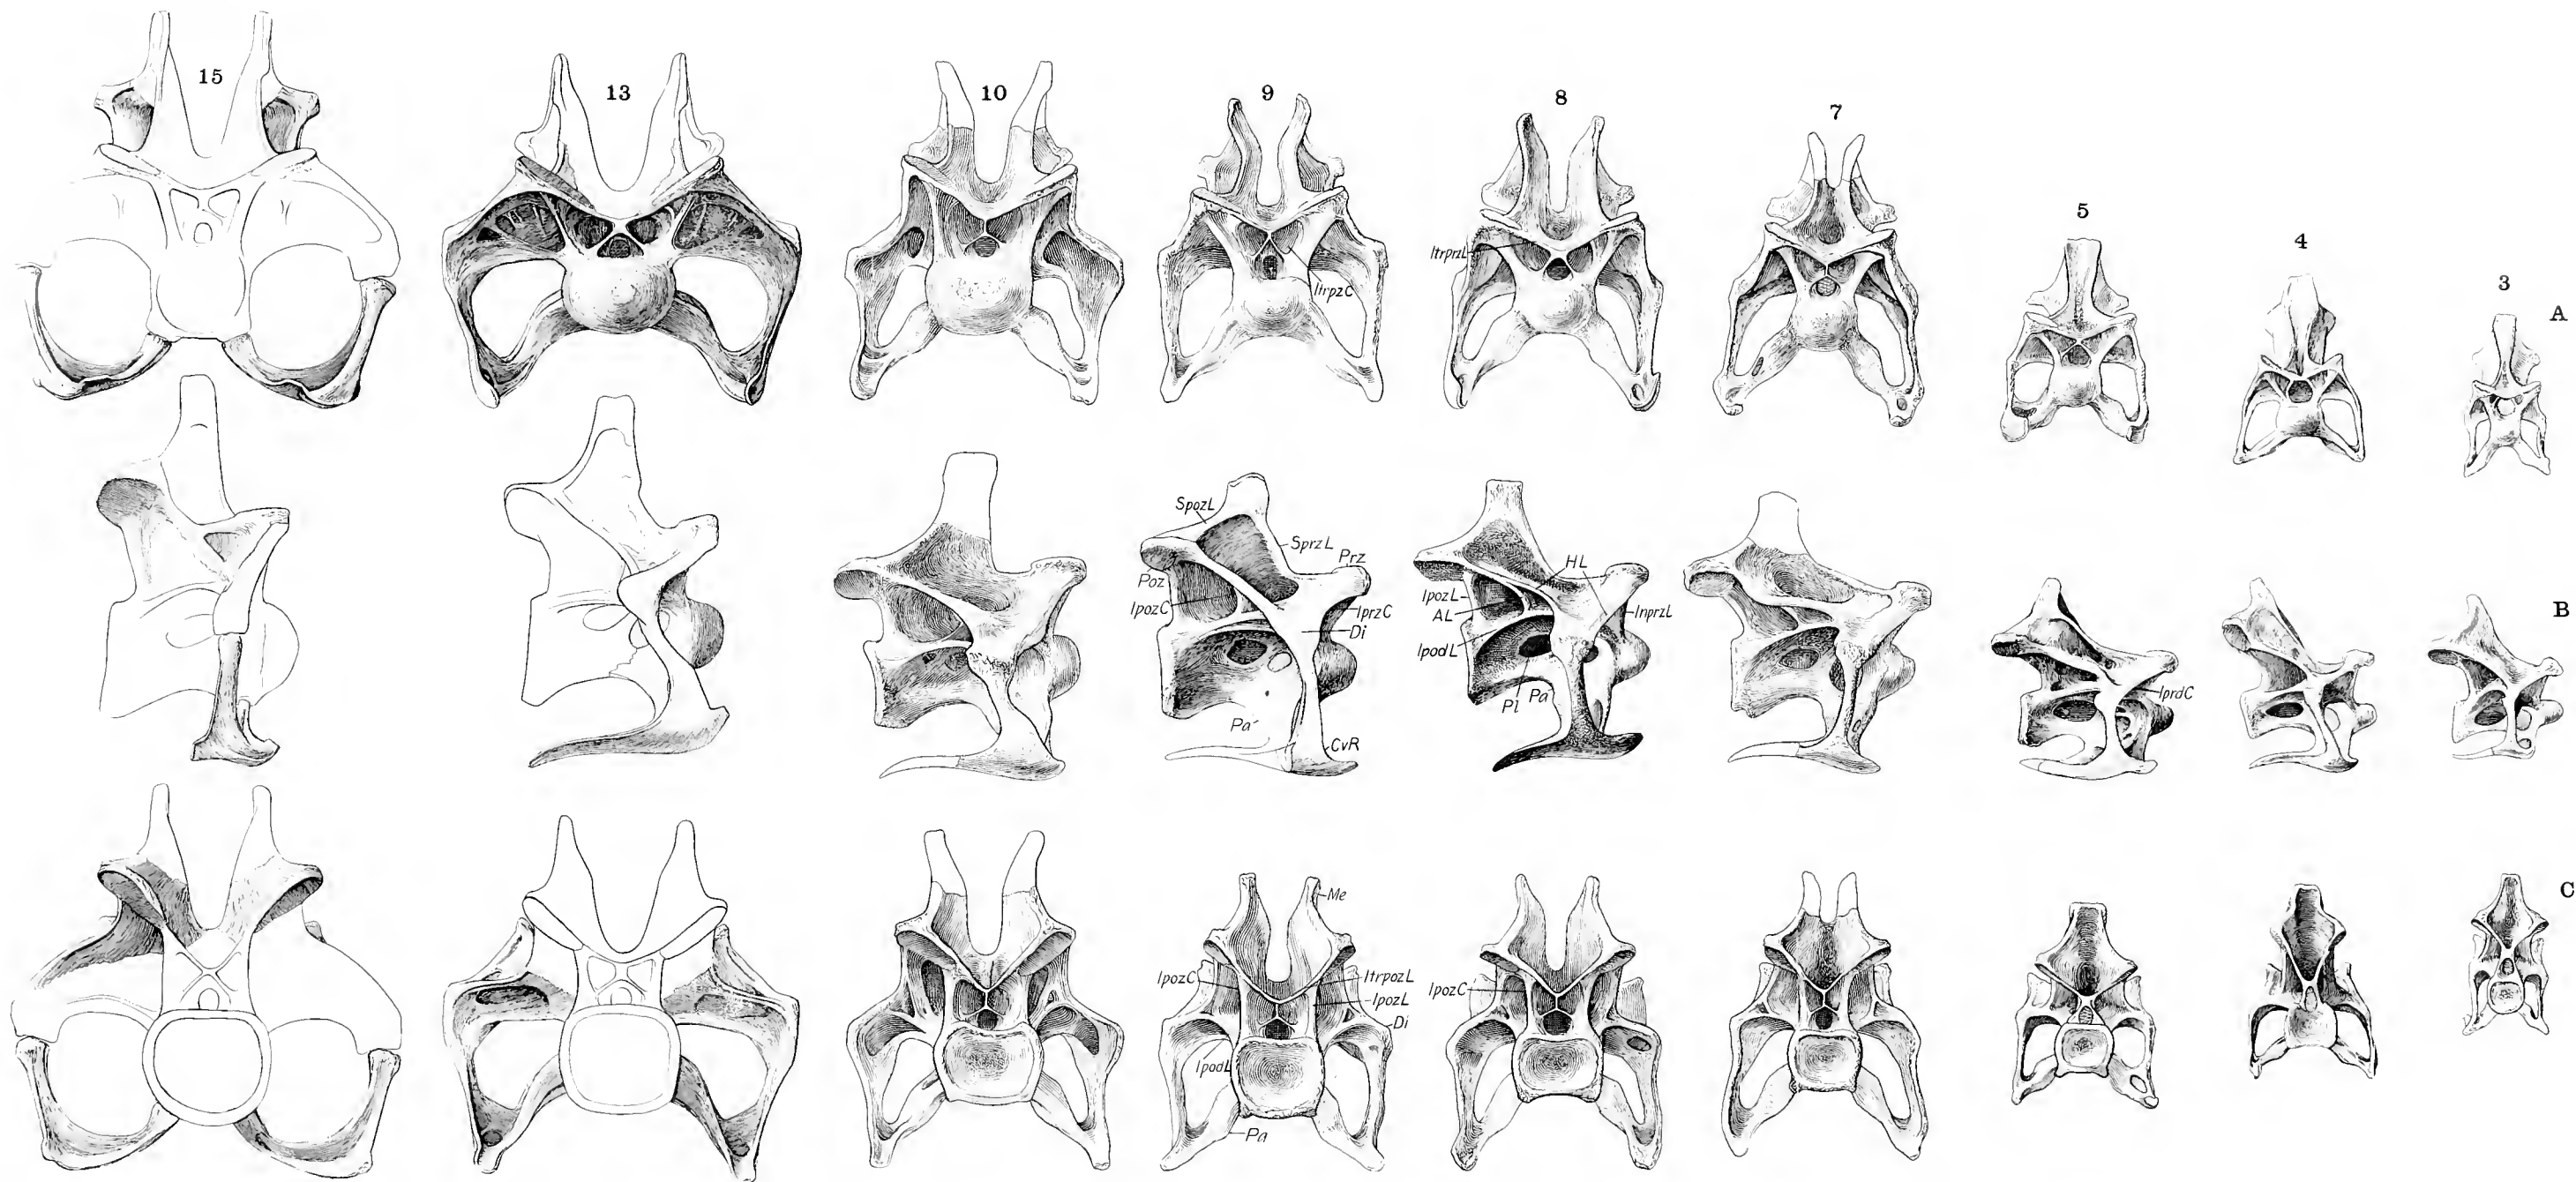 15
13
10
9
8
7
5
4
3
A
ItrprzL
ItrpzC
SpozL
SprzL
Prz
Poz
IpozC
IprzC
Di
Pa
CvR
HL
IpozL
AL
IpodL
InprzL
Pl
Pa
IprdC
B
C
Me
IpozC
ItrpozL
IpozL
Di
IpodL
Pa
IpozC